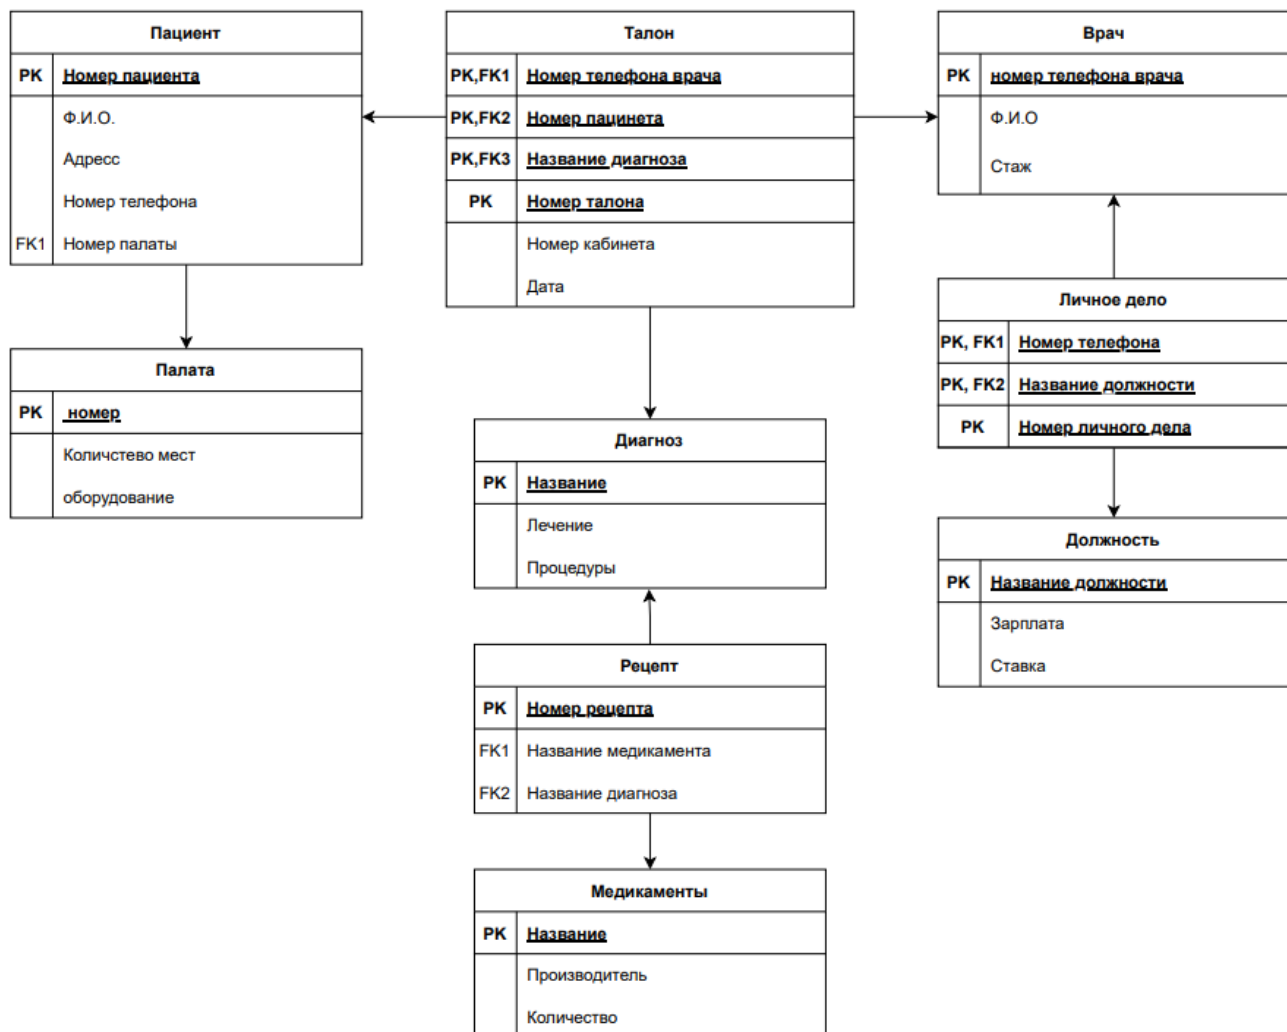 Пациент
PK Номер пациента
Ф.И.О.
Адресс
Номер телефона
FK1 Номер палаты
Палата
PK номер
Количстево мест
оборудование
Талон
PK,FK1 Номер телефона врача
PK,FK2 Номер пацинета
PK,FK3 Название диагноза
PK Номер талона
Номер кабинета
Дата
Диагноз
PK Название
Лечение
Процедуры
Рецепт
PK Номер рецепта
FK1 Название медикамента
FK2 Название диагноза
Медикаменты
PK Название
Производитель
Количество
Врач
PK номер телефона врача
Ф.И.О
Стаж
Личное дело
PK, FK1 Номер телефона
PK, FK2 Название должности
PK Номер личного дела
Должность
PK Название должности
Зарплата
Ставка